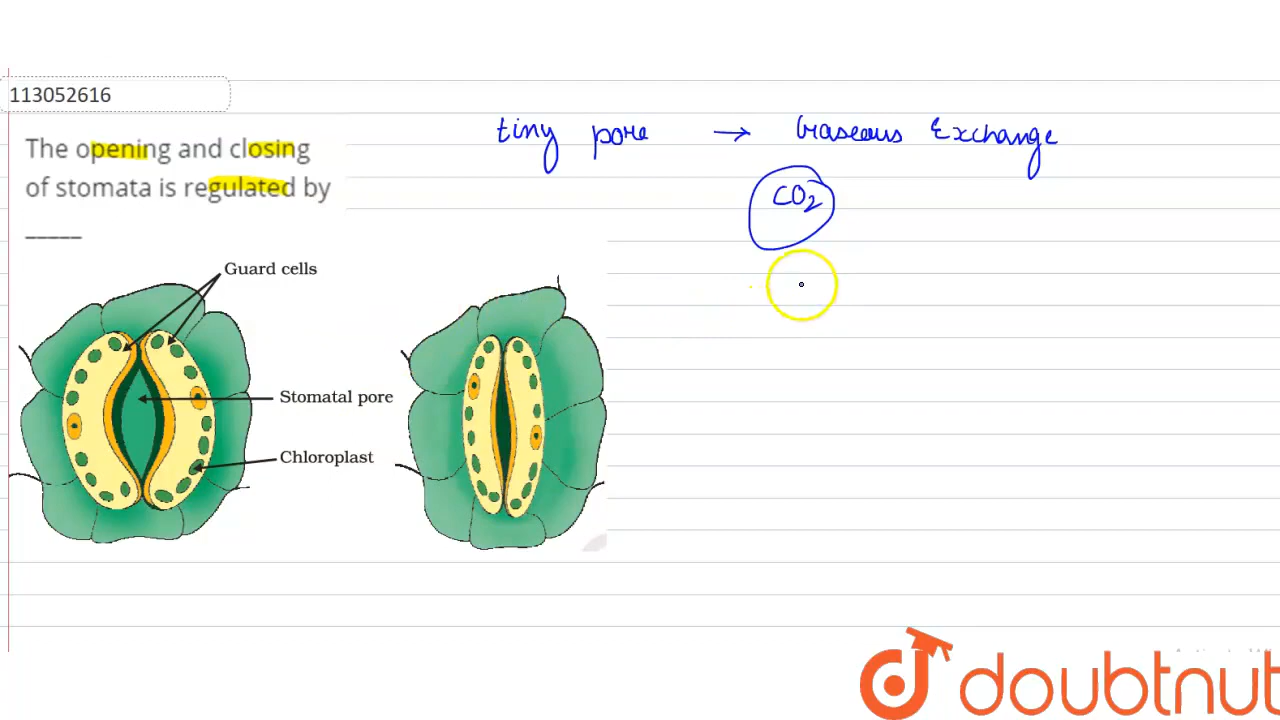 113052616
The opening and closing
of stomata is regulated by
_____
tiny pore → Gaseous Exchange
CO2
Guard cells
Stomatal pore
Chloroplast
doubtnut